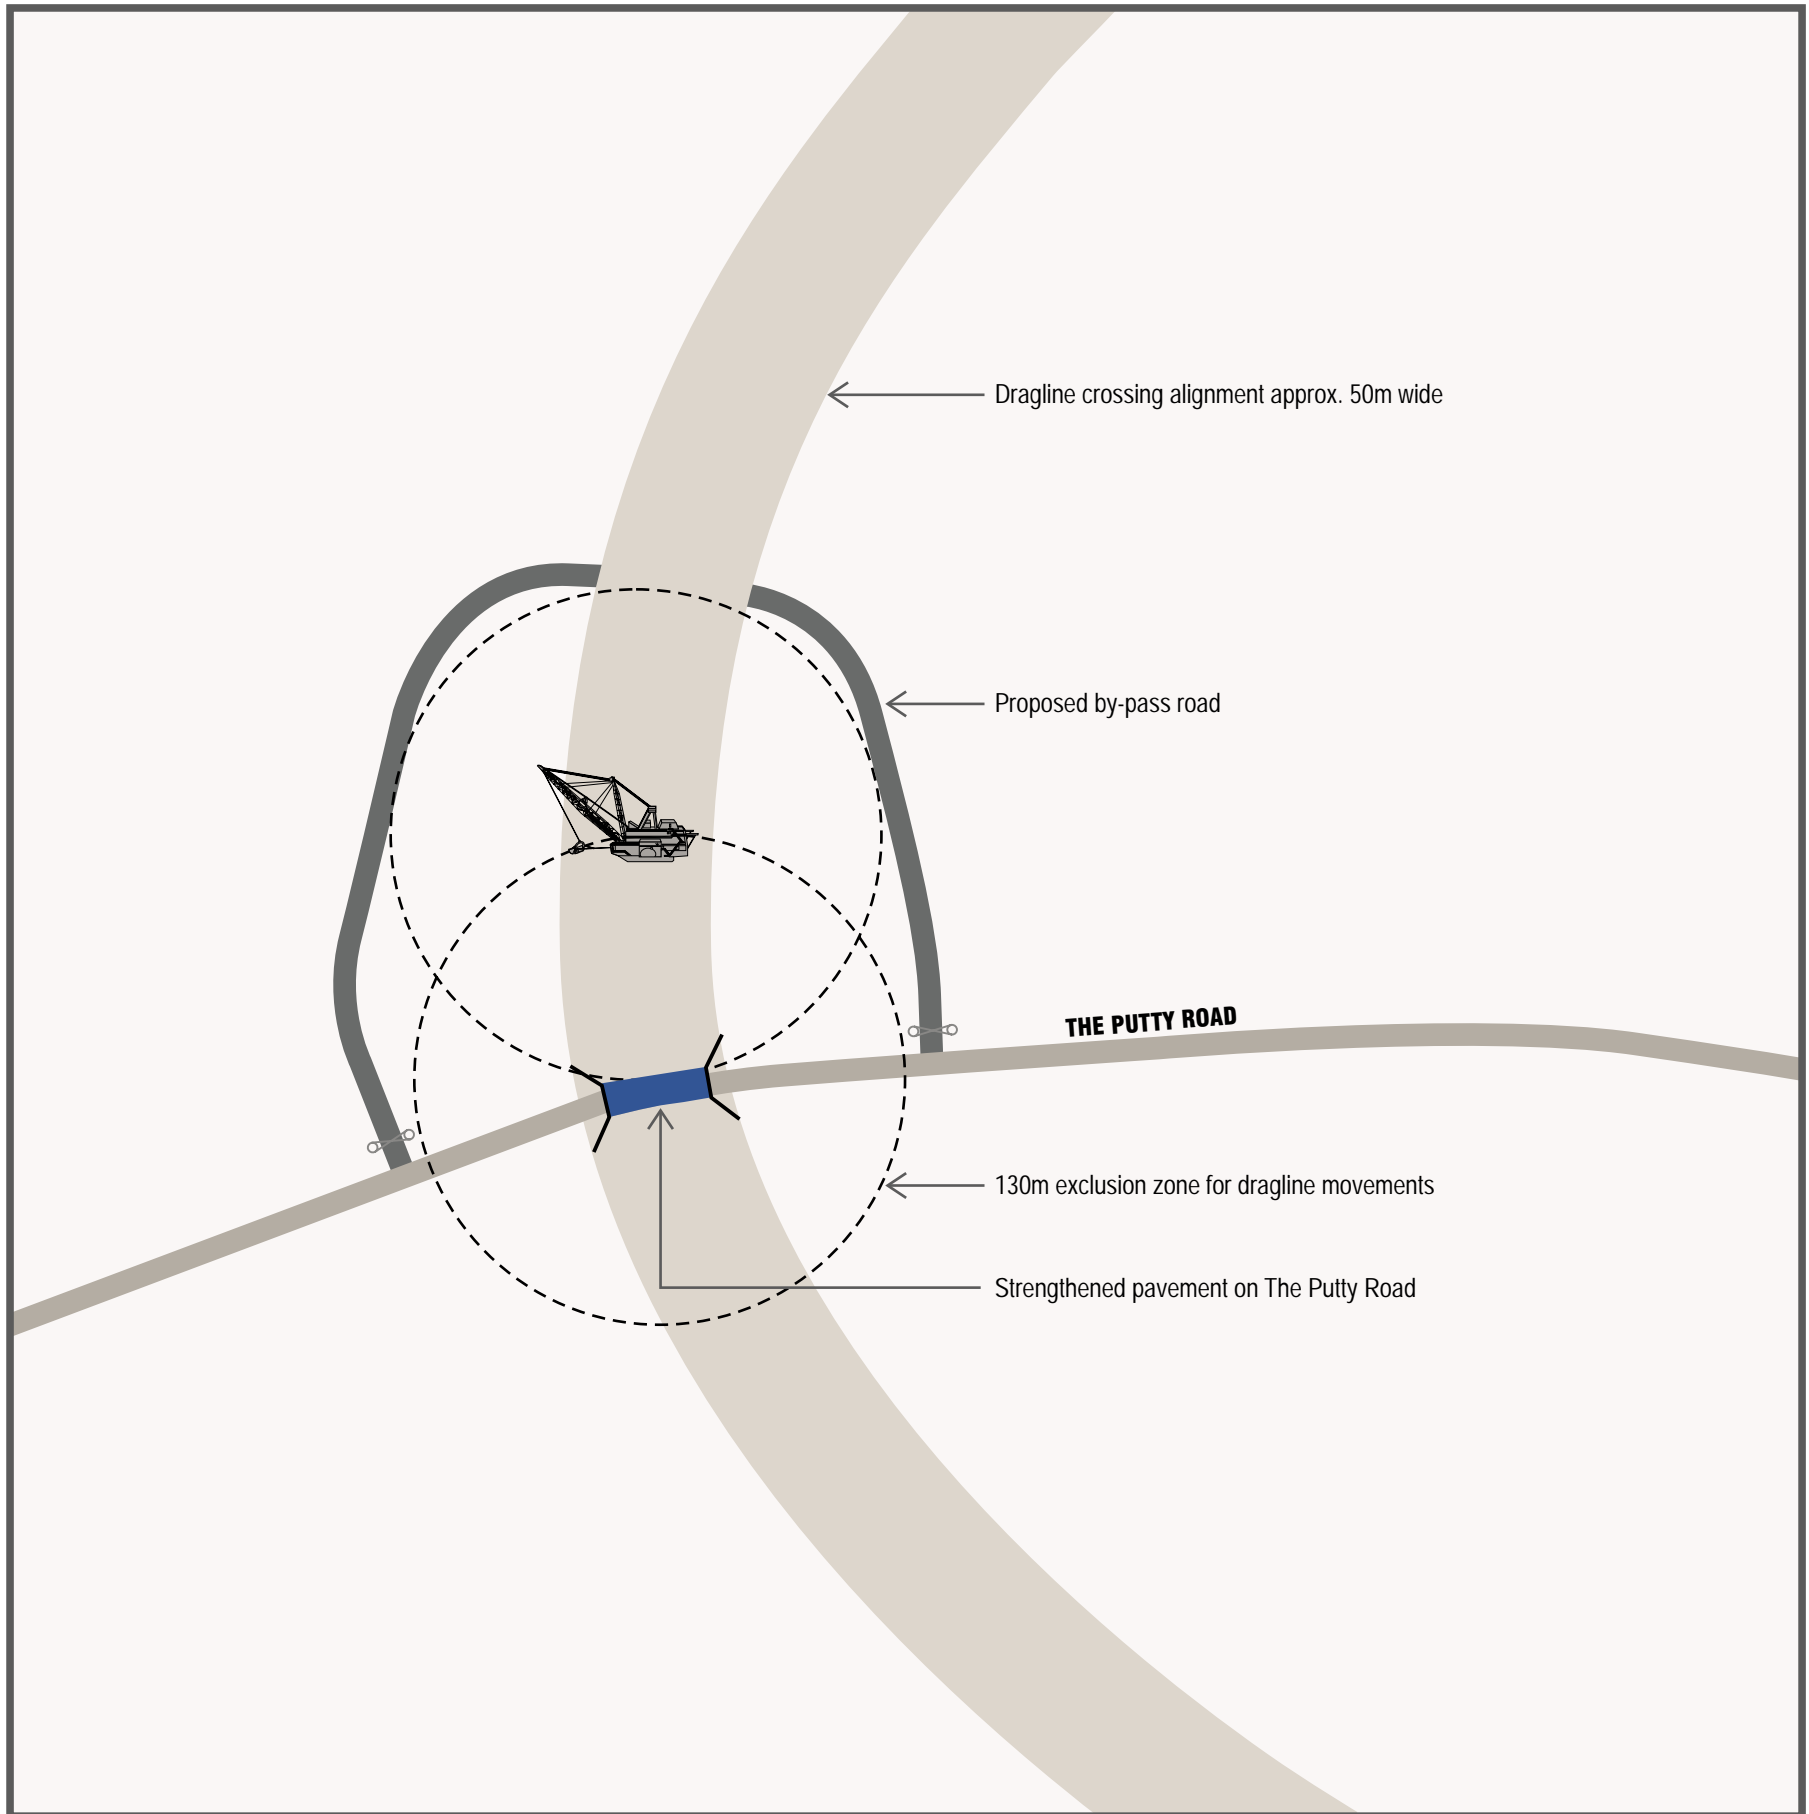 Dragline crossing alignment approx. 50m wide
Proposed by-pass road
THE PUTTY ROAD
130m exclusion zone for dragline movements
Strengthened pavement on The Putty Road